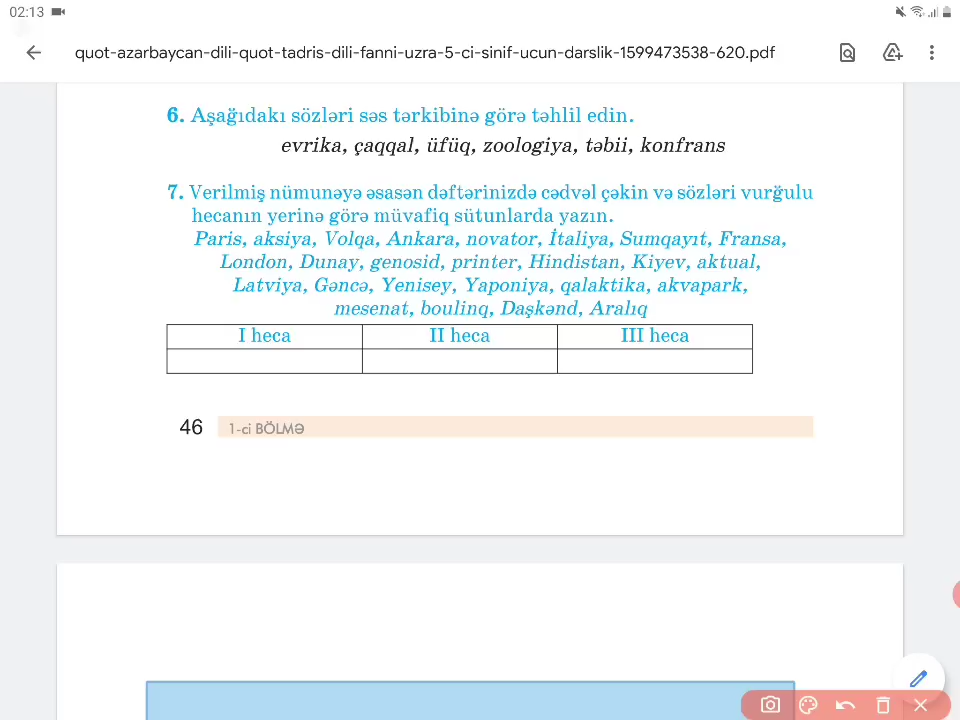 02:13
quot-azarbaycan-dili-quot-tadris-dili-fanni-uzra-5-ci-sinif-ucun-darslik-1599473538-620.pdf
6. Aşağıdakı sözləri səs tərkibinə görə təhlil edin.
evrika, çaqqal, üfüq, zoologiya, təbii, konfrans
7. Verilmiş nümunəyə əsasən dəftərinizdə cədvəl çəkin və sözləri vurğulu
hecanın yerinə görə müvafiq sütunlarda yazın.
Paris, aksiya, Volqa, Ankara, novator, İtaliya, Sumqayıt, Fransa,
London, Dunay, genosid, printer, Hindistan, Kiyev, aktual,
Latviya, Gəncə, Yenisey, Yaponiya, qalaktika, akvapark,
mesenat, boulinq, Daşkənd, Aralıq
I heca II heca III heca
46 1-ci BÖLMƏ